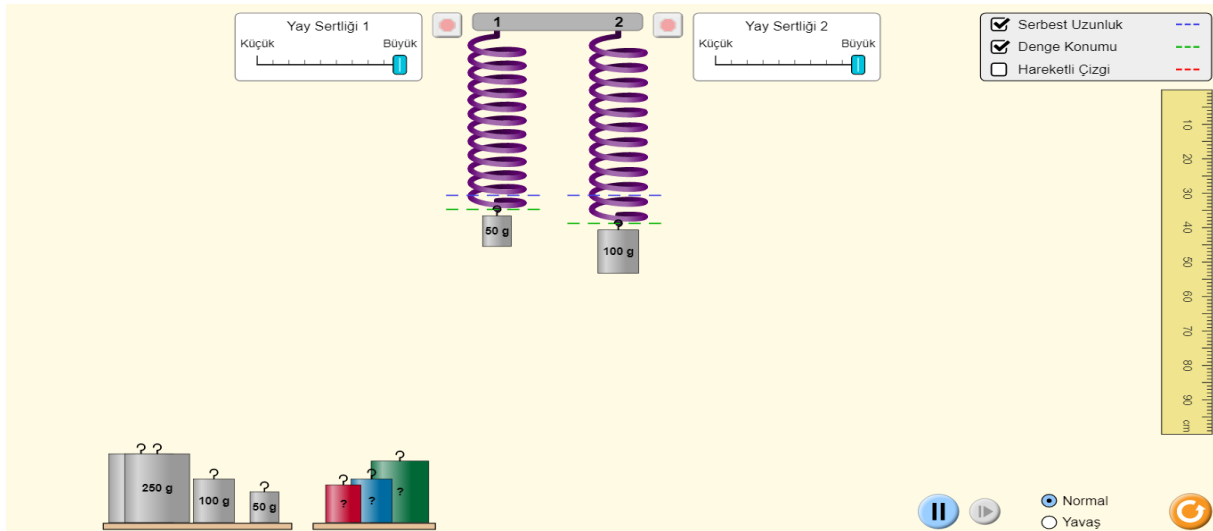 Yay Sertliği 1
Küçük Büyük
1 2
Yay Sertliği 2
Küçük Büyük
Serbest Uzunluk
Denge Konumu
Hareketli Çizgi
10
20
30
40
50
60
70
80
90
cm
50 g
100 g
250 g
100 g
50 g
?
?
?
Normal
Yavaş